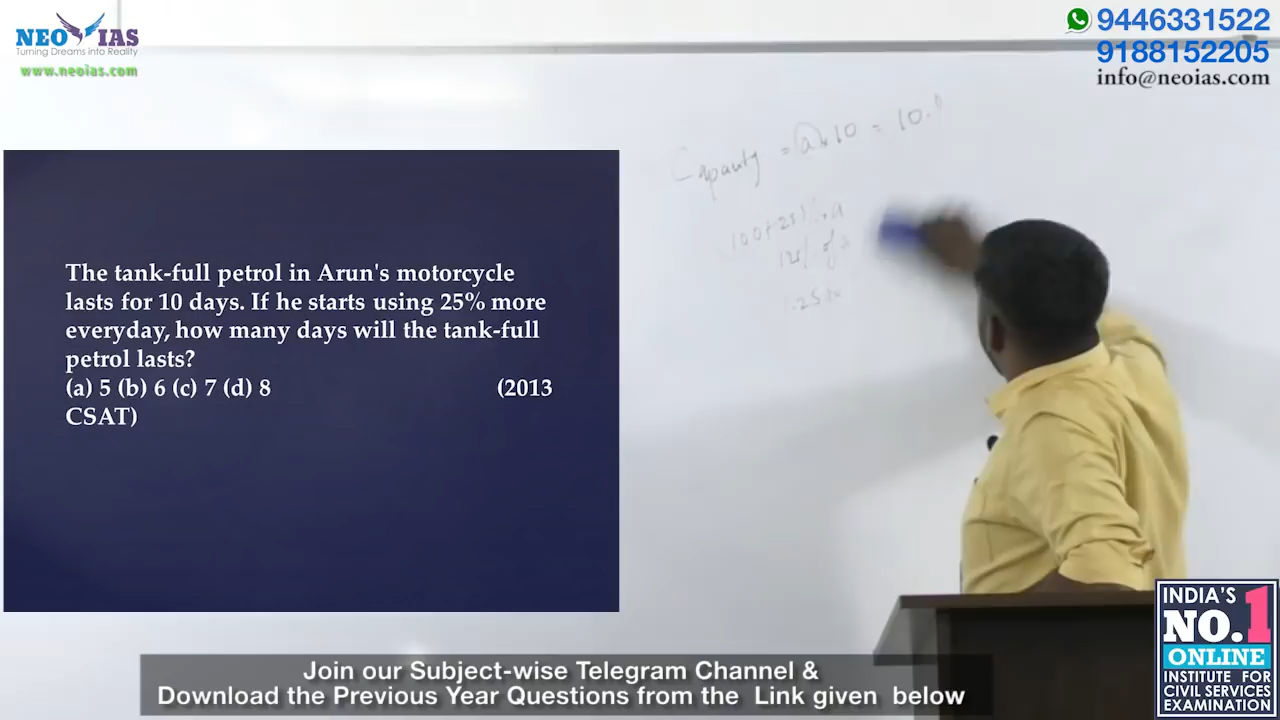 NEO IAS
Turning Dreams into Reality
www.neoias.com
9446331522
9188152205
info@neoias.com
Capacity = a × 10 = 10.
The tank-full petrol in Arun's motorcycle
lasts for 10 days. If he starts using 25% more
everyday, how many days will the tank-full
petrol lasts?
(a) 5 (b) 6 (c) 7 (d) 8 (2013
CSAT)
INDIA'S
NO.1
ONLINE
INSTITUTE FOR
CIVIL SERVICES
EXAMINATION
Join our Subject-wise Telegram Channel &
Download the Previous Year Questions from the Link given below